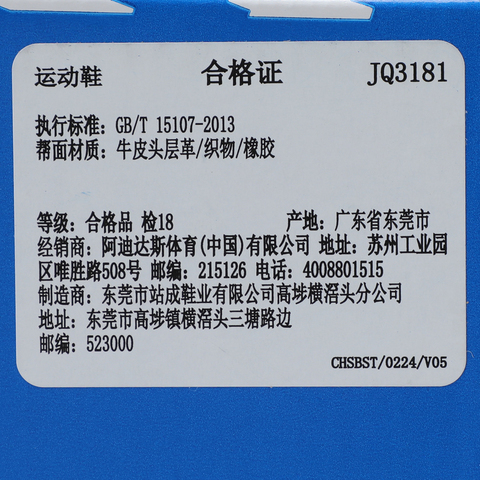 运动鞋 合格证 JQ3181
执行标准: GB/T 15107-2013
帮面材质: 牛皮头层革/织物/橡胶
等级: 合格品 检18 产地: 广东省东莞市
经销商: 阿迪达斯体育(中国)有限公司 地址: 苏州工业园
区唯胜路508号 邮编: 215126 电话: 4008801515
制造商: 东莞市站成鞋业有限公司高埗横滘头分公司
地址: 东莞市高埗镇横滘头三塘路边
邮编: 523000
CHSBST/0224/V05